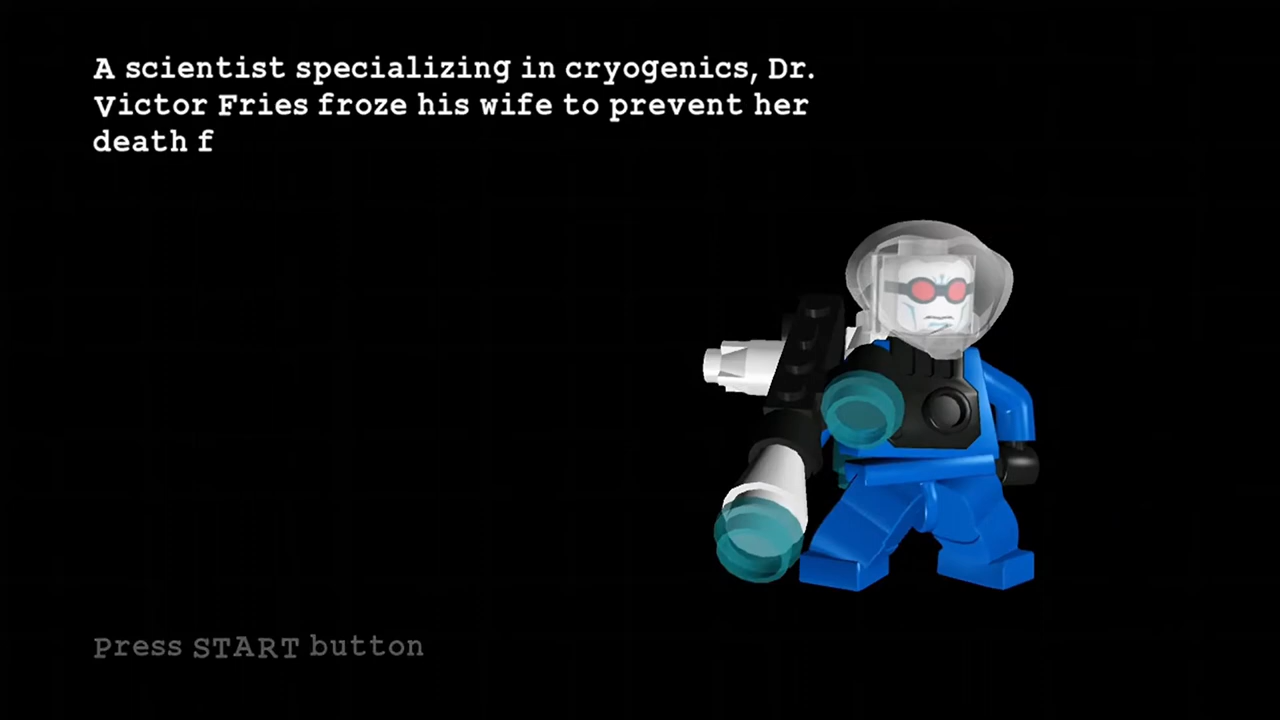 A scientist specializing in cryogenics, Dr.
Victor Fries froze his wife to prevent her
death f
Press START button